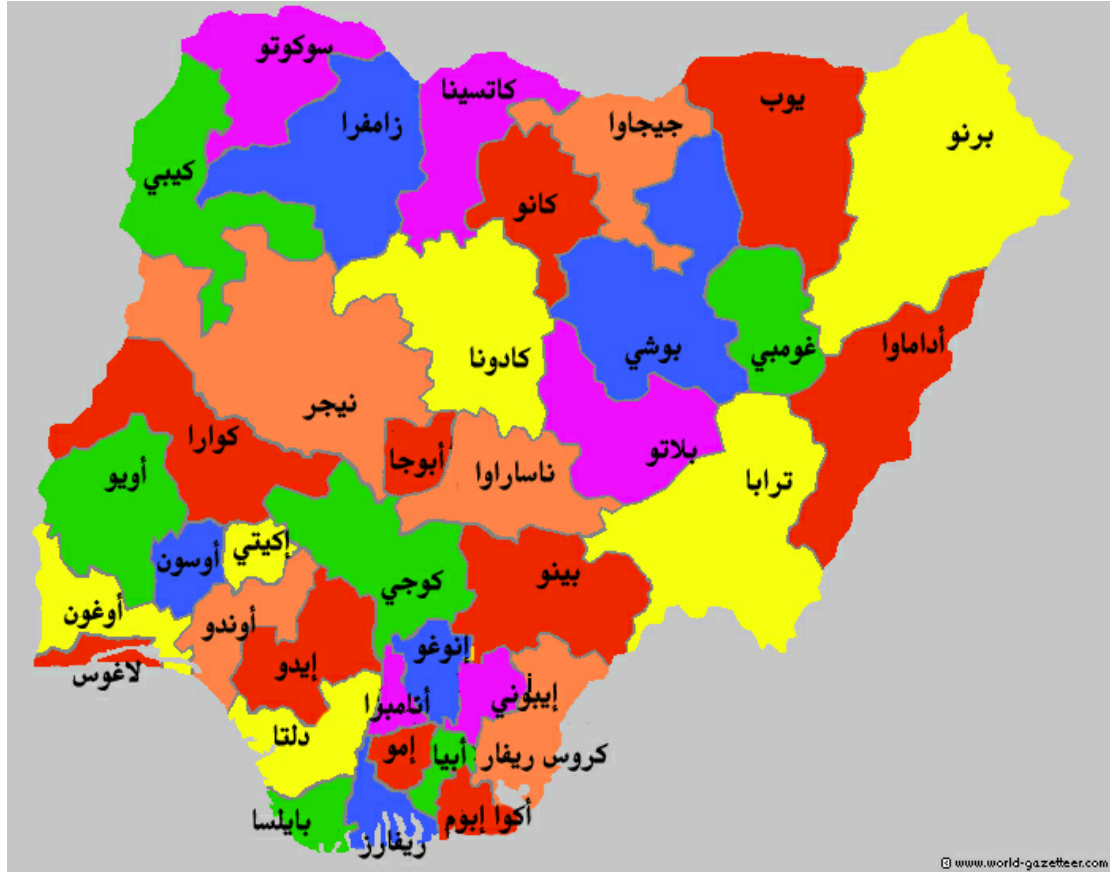 سوكوتو
كاتسينا
زامفرا
جيجاوا
يوب
برنو
كيبي
كانو
أداماوا
غومبي
بوشي
كادونا
نيجر
كوارا
أبوجا
ناساراوا
بلاتو
ترابا
أويو
أوسون
إكيتي
كوجي
بينو
أوغون
أوندو
إيدو
إنوغو
لاغوس
أنامبرا
إيبوني
دلتا
إمو
أبيا
كروس ريفار
بايلسا
ريفارز
أكوا إبوم
@ www.world-gazetteer.com